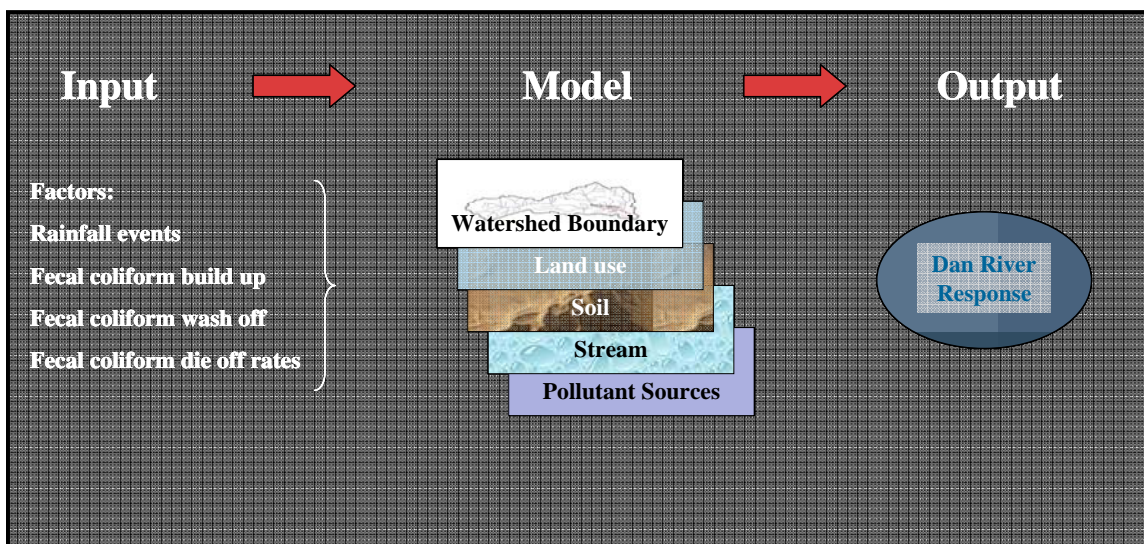 Input
Model
Output
Factors:
Rainfall events
Fecal coliform build up
Fecal coliform wash off
Fecal coliform die off rates
Watershed Boundary
Land use
Soil
Stream
Pollutant Sources
Dan River
Response